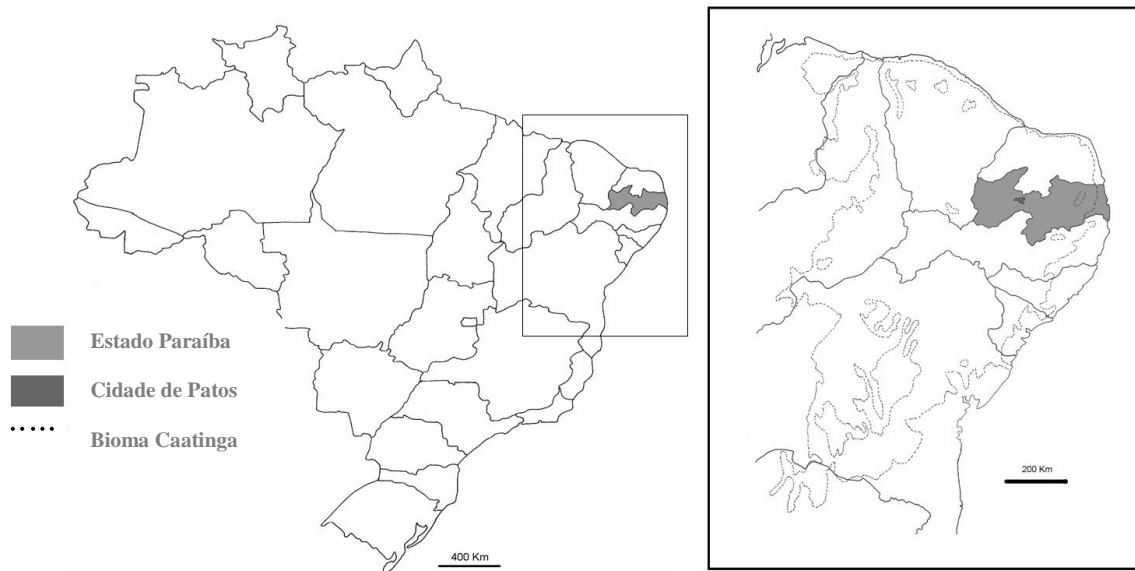 Estado Paraíba
Cidade de Patos
Bioma Caatinga
400 Km
200 Km